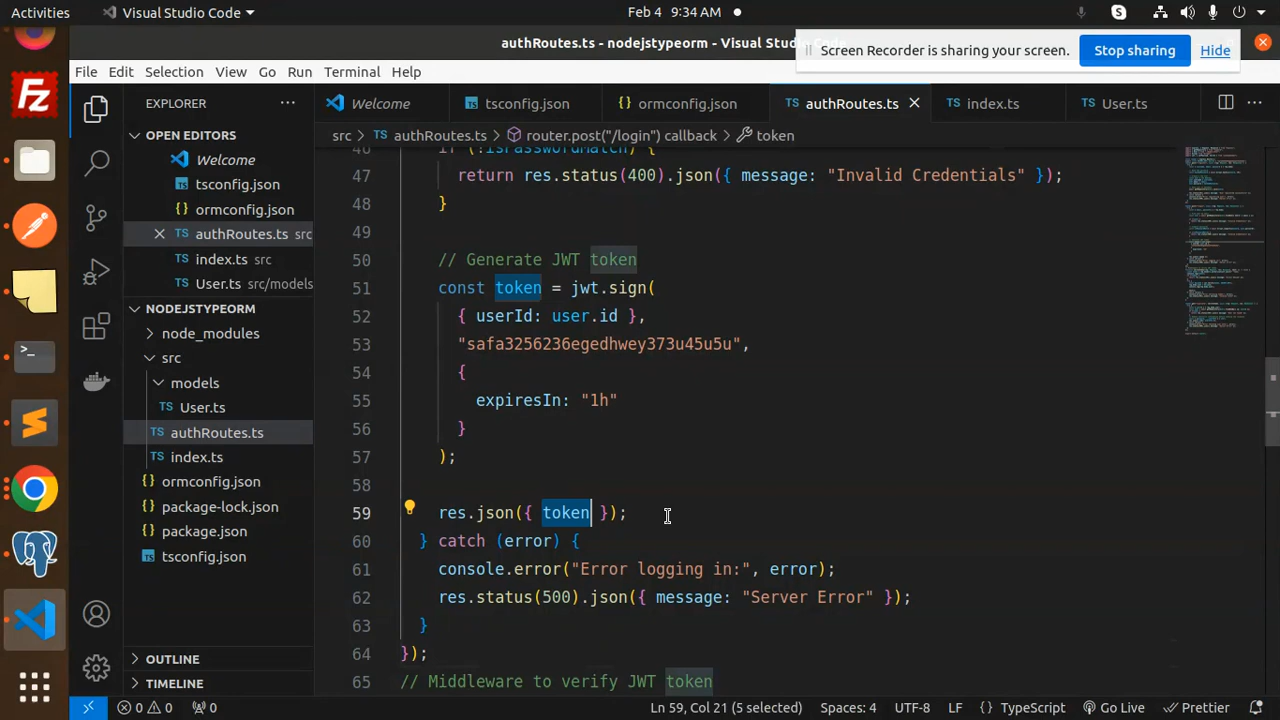 Activities
Visual Studio Code
Feb 4 9:34 AM
authRoutes.ts - nodejstypeorm - Visual Stud
Screen Recorder is sharing your screen.
Stop sharing
Hide
File Edit Selection View Go Run Terminal Help
EXPLORER
Welcome
tsconfig.json
ormconfig.json
authRoutes.ts
index.ts
User.ts
src > authRoutes.ts > router.post("/login") callback > token
OPEN EDITORS
Welcome
tsconfig.json
ormconfig.json
authRoutes.ts src
index.ts src
User.ts src/models
NODEJSTYPEORM
node_modules
src
models
User.ts
authRoutes.ts
index.ts
ormconfig.json
package-lock.json
package.json
tsconfig.json
OUTLINE
TIMELINE
46 if (!isPasswordMatch) {
47 return res.status(400).json({ message: "Invalid Credentials" });
48 }
49
50 // Generate JWT token
51 const token = jwt.sign(
52 { userId: user.id },
53 "safa3226236egedhwey373u45u5u",
54 {
55 expiresIn: "1h"
56 }
57 );
58
59 res.json({ token });
60 } catch (error) {
61 console.error("Error logging in:", error);
62 res.status(500).json({ message: "Server Error" });
63 }
64 });
65 // Middleware to verify JWT token
0 0 0
Ln 59, Col 21 (5 selected)
Spaces: 4
UTF-8
LF
{ } TypeScript
Go Live
Prettier